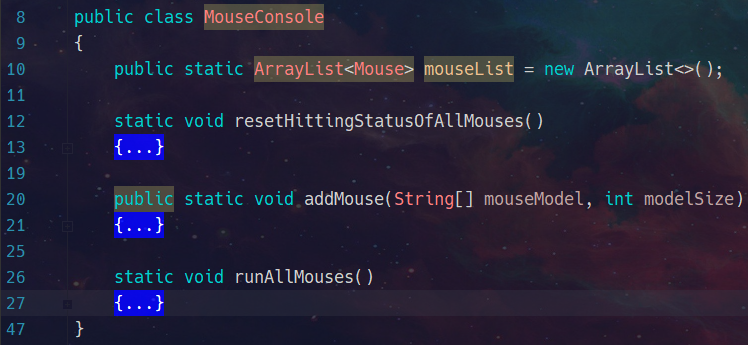 8 public class MouseConsole
9 {
10 public static ArrayList<Mouse> mouseList = new ArrayList<>();
11
12 static void resetHittingStatusOfAllMouses()
13 {...}
19
20 public static void addMouse(String[] mouseModel, int modelSize)
21 {...}
25
26 static void runAllMouses()
27 {...}
47 }